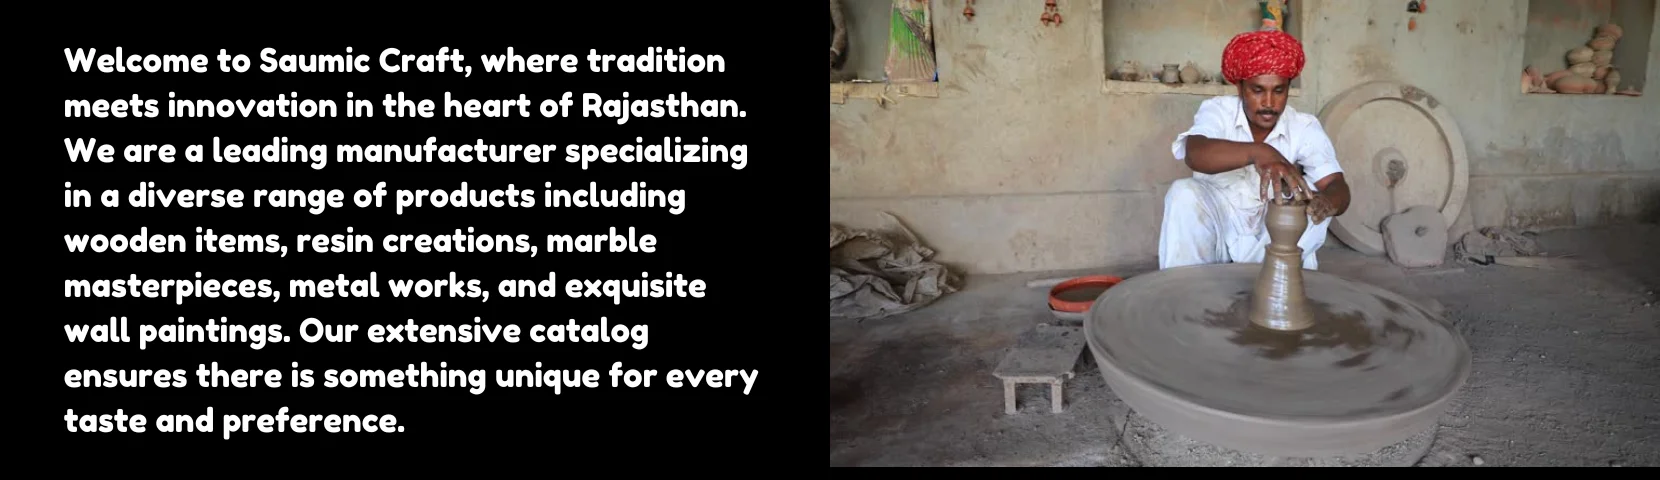 Welcome to Saumic Craft, where tradition
meets innovation in the heart of Rajasthan.
We are a leading manufacturer specializing
in a diverse range of products including
wooden items, resin creations, marble
masterpieces, metal works, and exquisite
wall paintings. Our extensive catalog
ensures there is something unique for every
taste and preference.